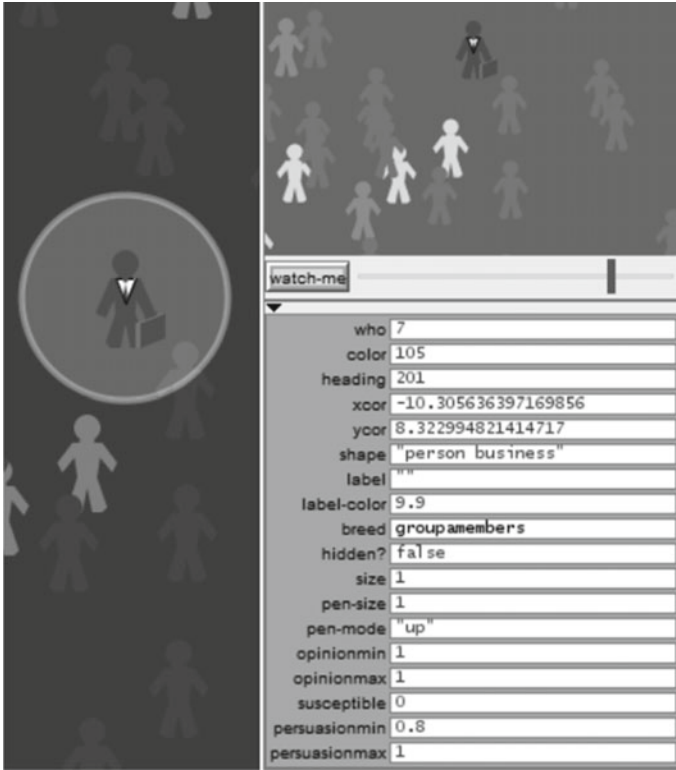 watch-me
who 7
color 105
heading 201
xcor -10.305636397169856
ycor 8.322994821414717
shape "person business"
label ""
label-color 9.9
breed groupamembers
hidden? false
size 1
pen-size 1
pen-mode "up"
opinionmin 1
opinionmax 1
susceptible 0
persuasionmin 0.8
persuasionmax 1